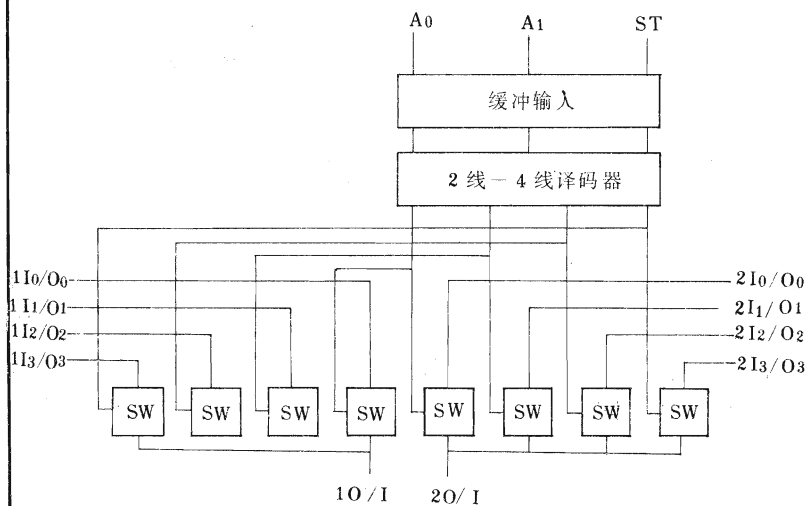 A0 A1 ST
缓冲输入
2线－4线译码器
1I0/O0 2I0/O0
1I1/O1 2I1/O1
1I2/O2 2I2/O2
1I3/O3 2I3/O3
SW SW SW SW SW SW SW SW
1O/I 2O/I